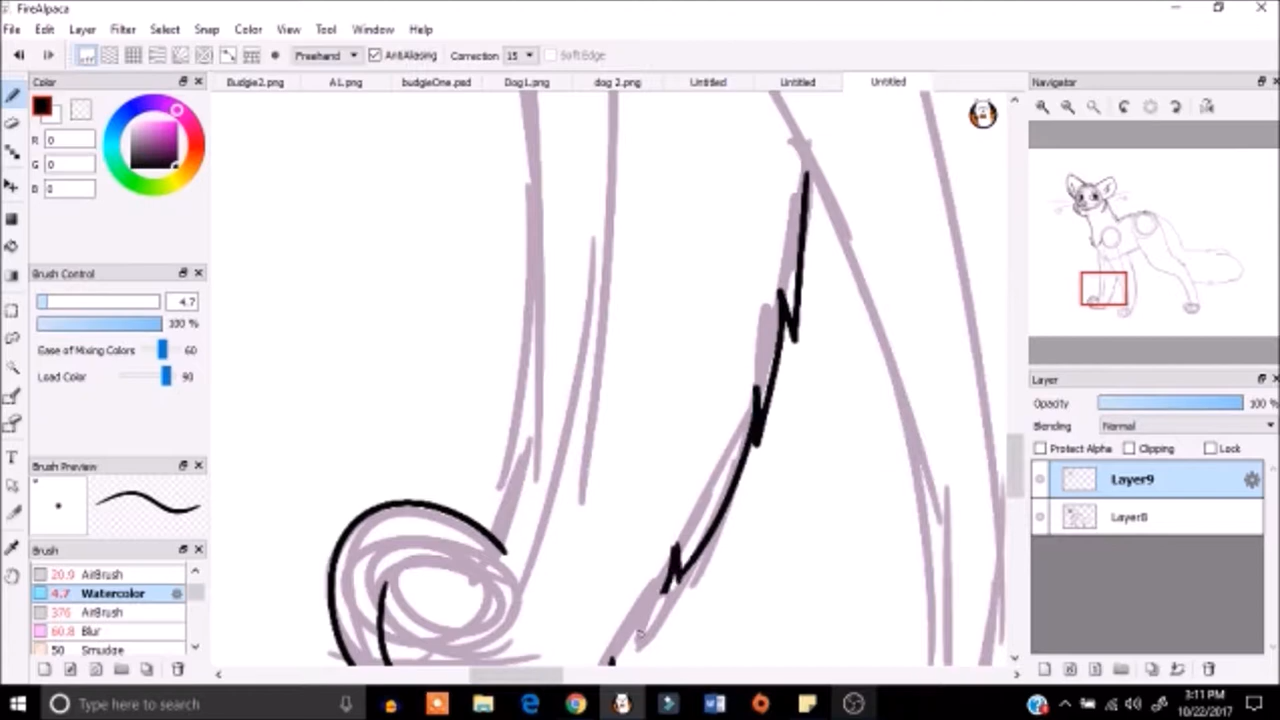 FireAlpaca
File Edit Layer Filter Select Snap Color View Tool Window Help
OFF Freehand AntiAliasing Correction 15 Soft Edge
Color Budgie2.png A1.png budgieOne.psd Dog1.png dog 2.png Untitled Untitled Untitled Navigator
R 0
G 0
B 0
Brush Control
4.7
100 %
Ease of Mixing Colors 60
Load Color 90
Layer
Opacity 100 %
Blending Normal
Protect Alpha Clipping Lock
Brush Preview
Layer9
Layer8
T
Brush
20.9 AirBrush
4.7 Watercolor
376 AirBrush
60.8 Blur
50 Smudge
Type here to search
3:11 PM
10/22/2017